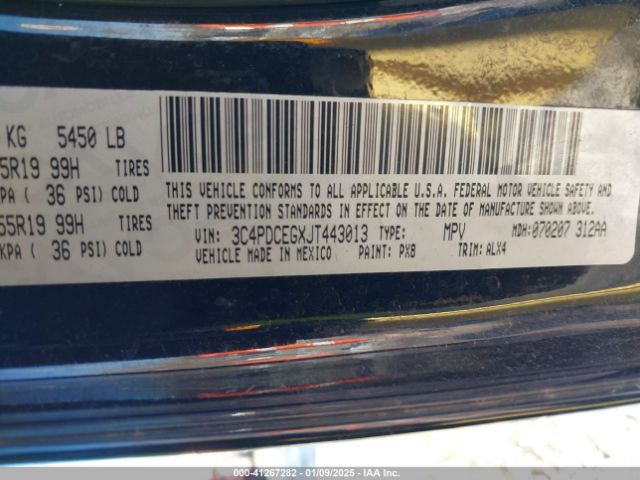 KG 5450 LB
5R19 99H TIRES
KPA ( 36 PSI) COLD
55R19 99H TIRES
KPA ( 36 PSI) COLD
THIS VEHICLE CONFORMS TO ALL APPLICABLE U.S.A. FEDERAL MOTOR VEHICLE SAFETY AND
THEFT PREVENTION STANDARDS IN EFFECT ON THE DATE OF MANUFACTURE SHOWN ABOVE.
VIN: 3C4PDCEGXJT443013 TYPE: MPV MDH: 070207 312AA
VEHICLE MADE IN MEXICO PAINT: PX8 TRIM: ALX4
000-41267282 - 01/09/2025 - IAA Inc.